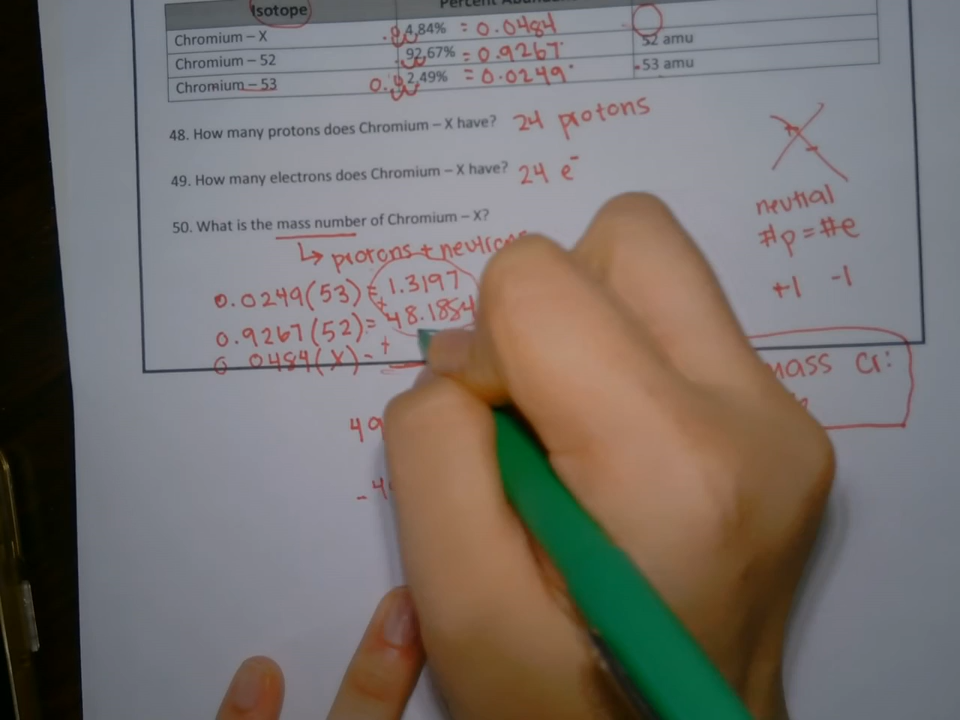 Isotope
Chromium – X 4,84% = 0.0484
Chromium – 52 92,67% = 0.9267 52 amu
Chromium – 53 0. 2,49% = 0.0249 53 amu
48. How many protons does Chromium – X have? 24 protons
49. How many electrons does Chromium – X have? 24 e⁻
neutral
#p = #e
+1 -1
50. What is the mass number of Chromium – X?
↳ protons + neutrons
0.0249(53) = 1.3197
+
0.9267(52) = 48.1884
0.0484(X) - +
mass Cr:
49